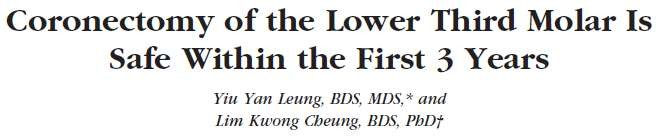 Coronectomy of the Lower Third Molar Is
Safe Within the First 3 Years
Yiu Yan Leung, BDS, MDS,* and
Lim Kwong Cheung, BDS, PhD†